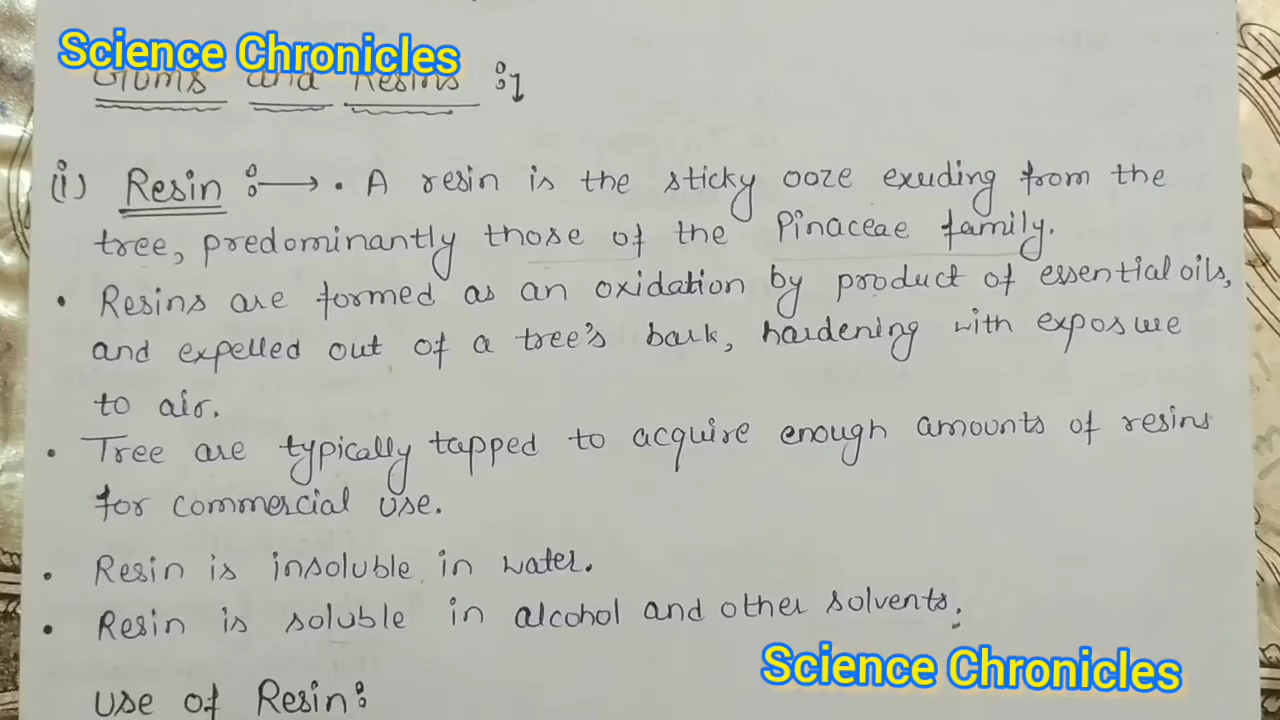 Science Chronicles
Gums and Resins :
(i) Resin :→ • A resin is the sticky ooze exuding from the
tree, predominantly those of the Pinaceae family.
• Resins are formed as an oxidation by product of essential oils,
and expelled out of a tree's bark, hardening with exposure
to air.
• Tree are typically tapped to acquire enough amounts of resins
for commercial use.
• Resin is insoluble in water.
• Resin is soluble in alcohol and other solvents.
Science Chronicles
Use of Resin: